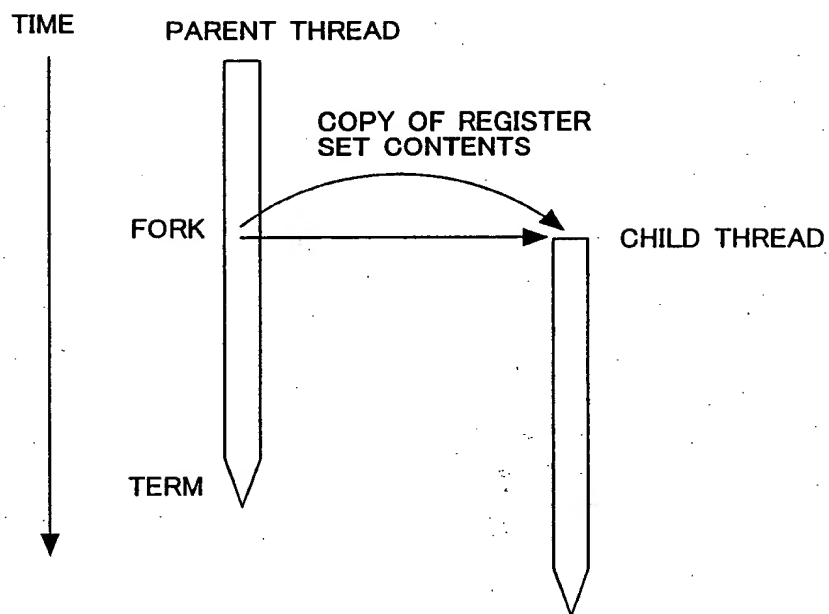 TIME
PARENT THREAD
COPY OF REGISTER
SET CONTENTS
FORK
CHILD THREAD
TERM